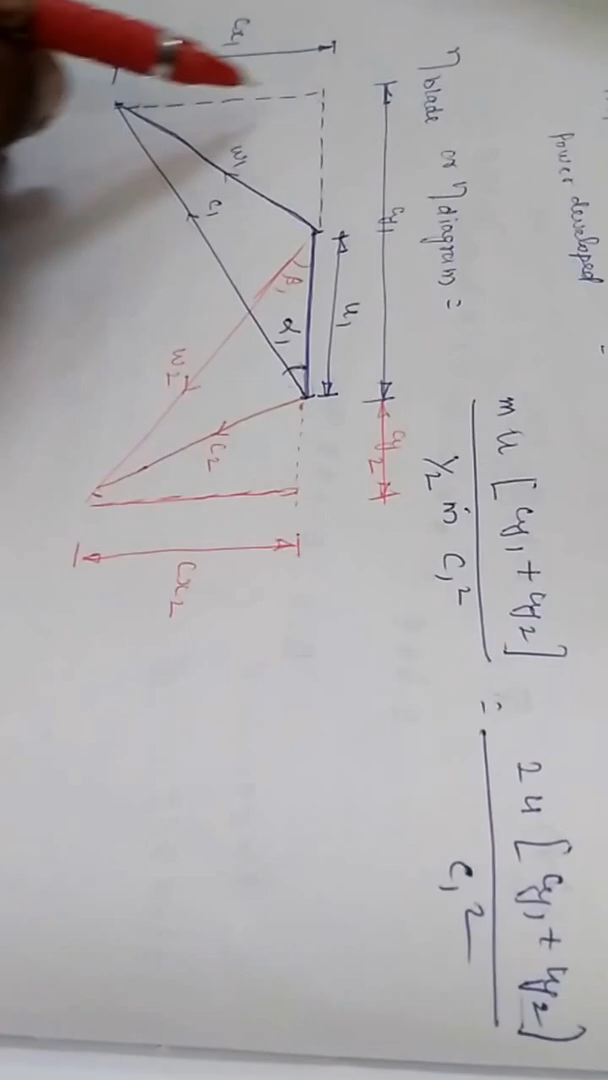 Power developed =
η blade or η diagram = ṁ u [cy1 + cy2] / ½ ṁ c1² = 2u [cy1 + cy2] / c1²
cy1
cy2
u1
cx1
w1
c1
α1
β1
w2
c2
cx2